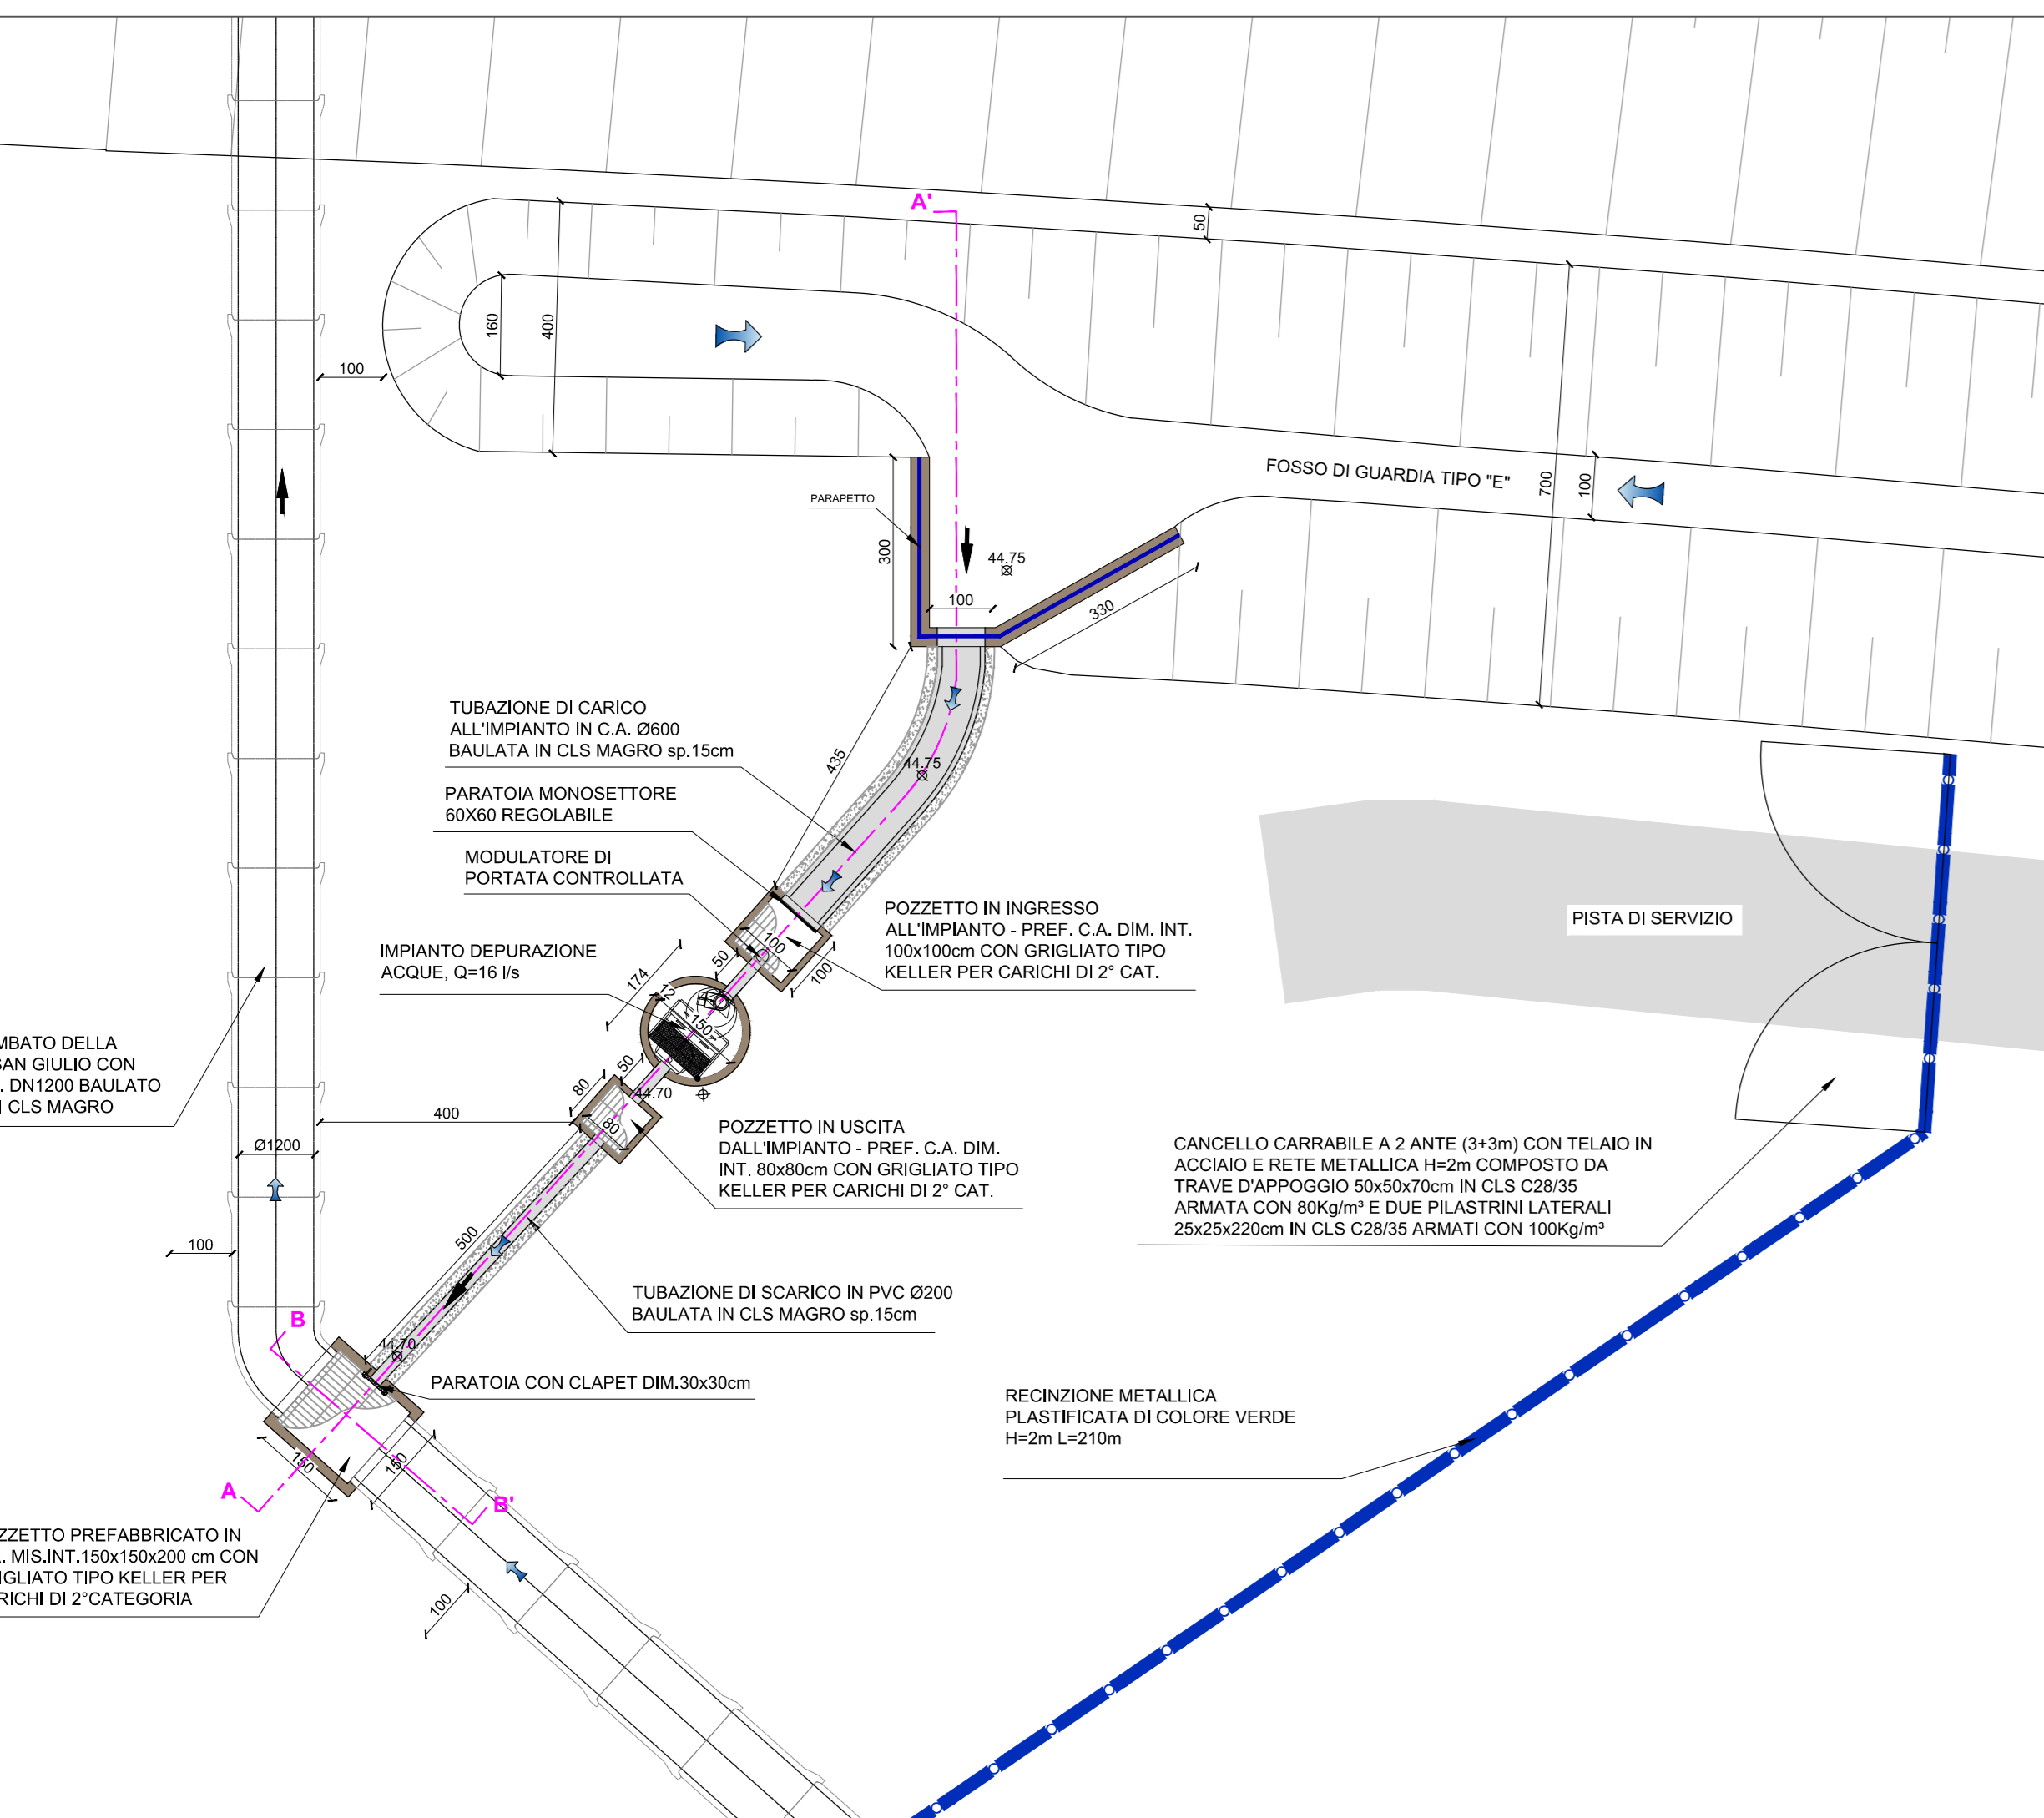 A'
50
160
400
100
FOSSO DI GUARDIA TIPO "E"
700
100
PARAPETTO
300
44.75
100
330
TUBAZIONE DI CARICO
ALL'IMPIANTO IN C.A. Ø600
BAULATA IN CLS MAGRO sp.15cm
435
44.75
PARATOIA MONOSETTORE
60X60 REGOLABILE
MODULATORE DI
PORTATA CONTROLLATA
POZZETTO IN INGRESSO
ALL'IMPIANTO - PREF. C.A. DIM. INT.
100x100cm CON GRIGLIATO TIPO
KELLER PER CARICHI DI 2° CAT.
PISTA DI SERVIZIO
IMPIANTO DEPURAZIONE
ACQUE, Q=16 l/s
174
50
100
100
12
150
50
80
80
44.70
MBATO DELLA
SAN GIULIO CON
. DN1200 BAULATO
CLS MAGRO
400
Ø1200
POZZETTO IN USCITA
DALL'IMPIANTO - PREF. C.A. DIM.
INT. 80x80cm CON GRIGLIATO TIPO
KELLER PER CARICHI DI 2° CAT.
CANCELLO CARRABILE A 2 ANTE (3+3m) CON TELAIO IN
ACCIAIO E RETE METALLICA H=2m COMPOSTO DA
TRAVE D'APPOGGIO 50x50x70cm IN CLS C28/35
ARMATA CON 80Kg/m³ E DUE PILASTRINI LATERALI
25x25x220cm IN CLS C28/35 ARMATI CON 100Kg/m³
100
500
TUBAZIONE DI SCARICO IN PVC Ø200
BAULATA IN CLS MAGRO sp.15cm
B
44.70
PARATOIA CON CLAPET DIM.30x30cm
RECINZIONE METALLICA
PLASTIFICATA DI COLORE VERDE
H=2m L=210m
150
150
A
B'
ZZETTO PREFABBRICATO IN
. MIS.INT.150x150x200 cm CON
IGLIATO TIPO KELLER PER
RICHI DI 2°CATEGORIA
100